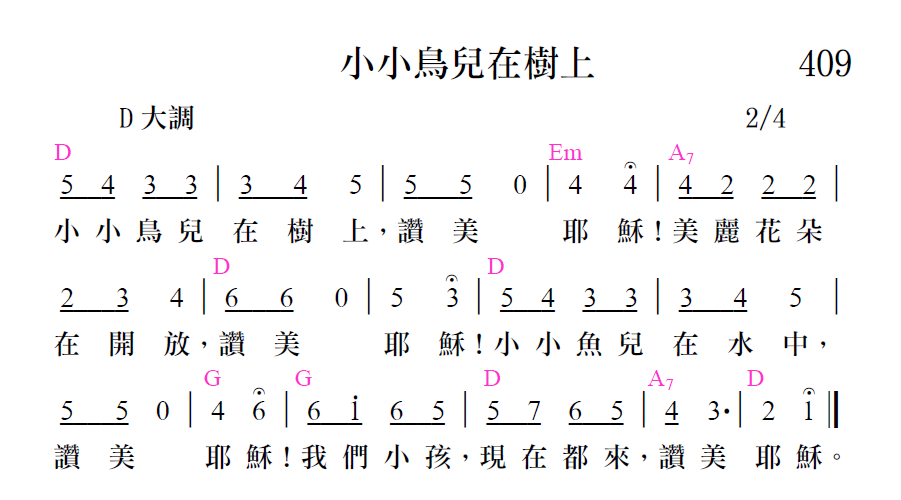 小小鳥兒在樹上 409
D 大調 2/4
D Em A7
5 4 3 3 | 3 4 5 | 5 5 0 | 4 4 | 4 2 2 2 |
小小鳥兒 在樹上，讚美 耶穌！美麗花朵
D D
2 3 4 | 6 6 0 | 5 3 | 5 4 3 3 | 3 4 5 |
在開放，讚美 耶穌！小小魚兒 在水中，
G G D A7 D
5 5 0 | 4 6 | 6 i 6 5 | 5 7 6 5 | 4 3• | 2 1 ‖
讚美 耶穌！我們小孩，現在都來，讚美 耶穌。